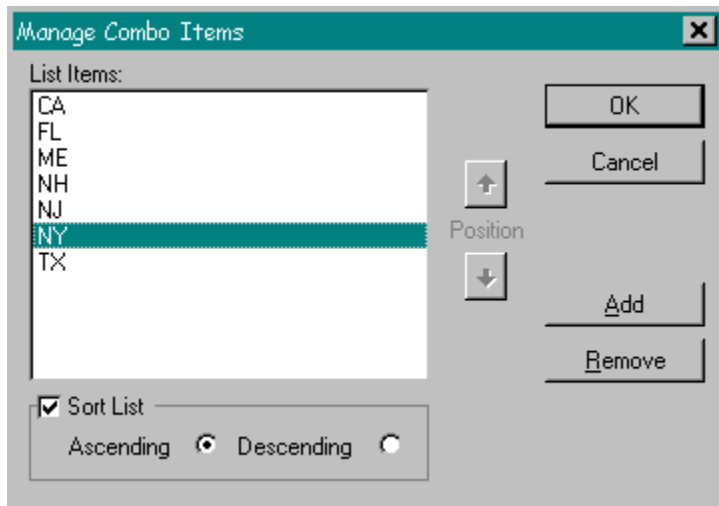 Manage Combo Items
List Items:
CA
FL
ME
NH
NJ
NY
TX
Position
OK
Cancel
Add
Remove
Sort List
Ascending Descending